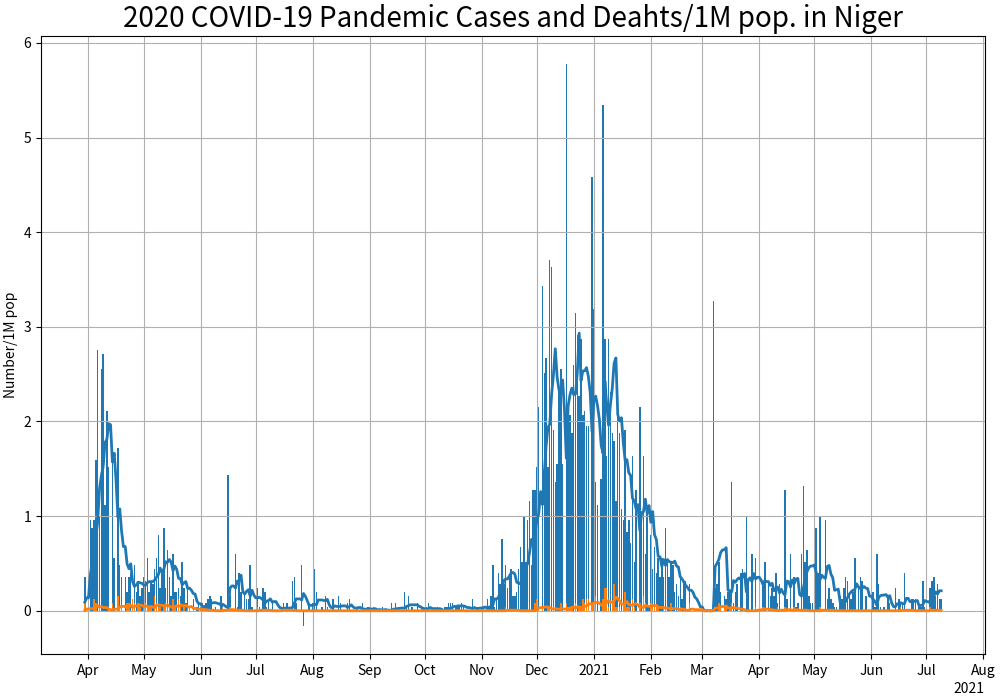 2020 COVID-19 Pandemic Cases and Deahts/1M pop. in Niger
6
5
4
3
2
1
0
Number/1M pop
Apr May Jun Jul Aug Sep Oct Nov Dec 2021 Feb Mar Apr May Jun Jul Aug
2021